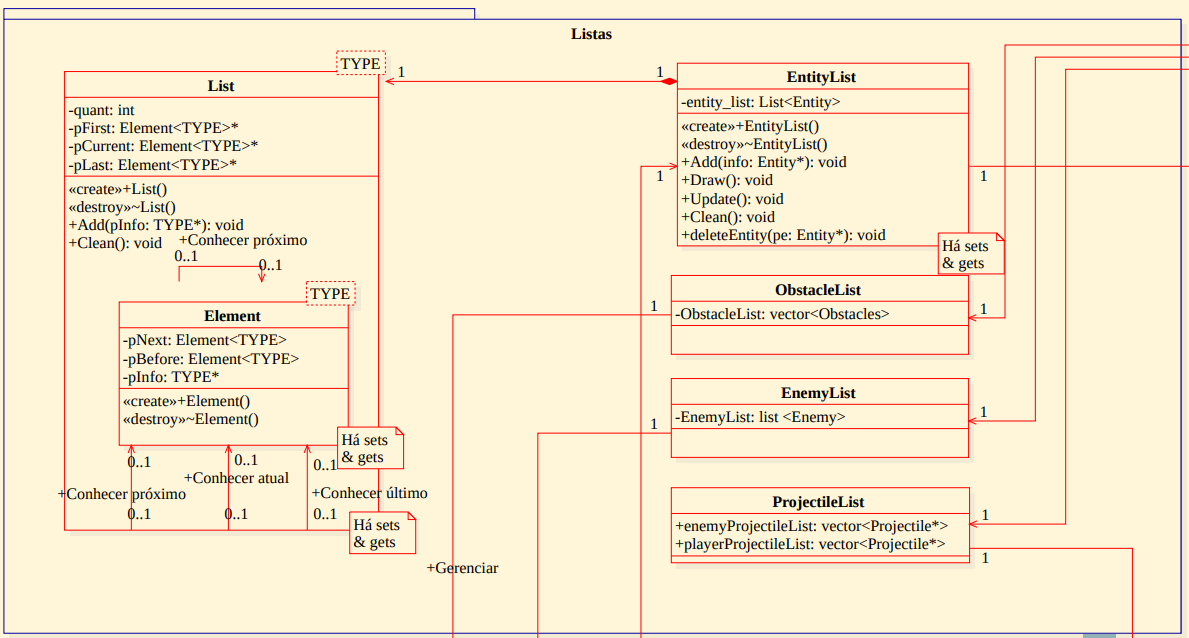 Listas
TYPE
List
-quant: int
-pFirst: Element<TYPE>*
-pCurrent: Element<TYPE>*
-pLast: Element<TYPE>*
«create»+List()
«destroy»~List()
+Add(pInfo: TYPE*): void
+Clean(): void
+Conhecer próximo
0..1
0..1
TYPE
Element
-pNext: Element<TYPE>
-pBefore: Element<TYPE>
-pInfo: TYPE*
«create»+Element()
«destroy»~Element()
Há sets
& gets
0..1
0..1
0..1
+Conhecer próximo
+Conhecer atual
+Conhecer último
0..1
0..1
0..1
Há sets
& gets
1
1
EntityList
-entity_list: List<Entity>
«create»+EntityList()
«destroy»~EntityList()
+Add(info: Entity*): void
+Draw(): void
+Update(): void
+Clean(): void
+deleteEntity(pe: Entity*): void
1
1
Há sets
& gets
ObstacleList
-ObstacleList: vector<Obstacles>
1
1
EnemyList
-EnemyList: list <Enemy>
1
1
ProjectileList
+enemyProjectileList: vector<Projectile*>
+playerProjectileList: vector<Projectile*>
1
1
+Gerenciar